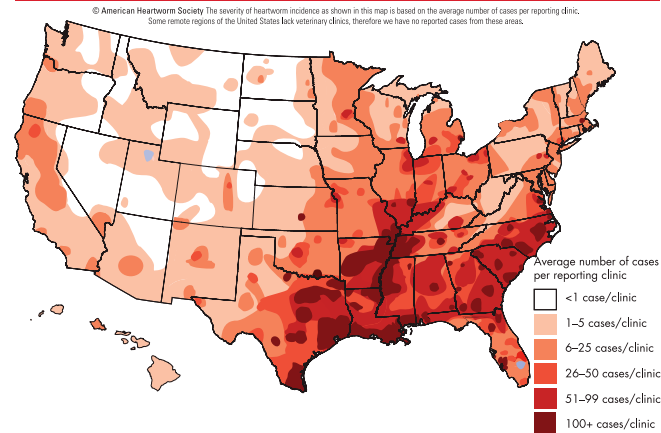 © American Heartworm Society The severity of heartworm incidence as shown in this map is based on the average number of cases per reporting clinic.
Some remote regions of the United States lack veterinary clinics, therefore we have no reported cases from these areas.
Average number of cases
per reporting clinic
<1 case/clinic
1–5 cases/clinic
6–25 cases/clinic
26–50 cases/clinic
51–99 cases/clinic
100+ cases/clinic